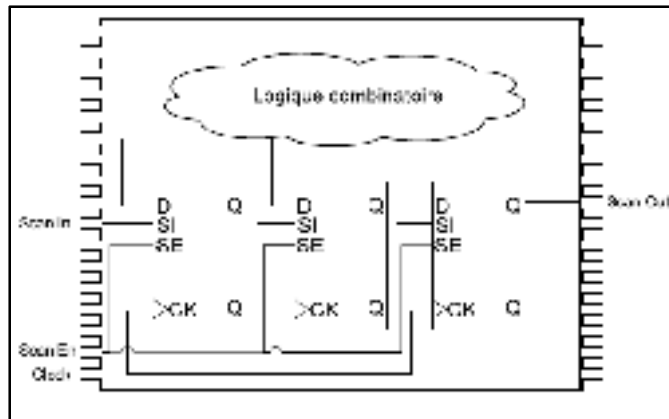 Logique combinatoire
D Q D Q D Q
Scan Out
Scan In SI SI SI
SE SE SE
>CK Q >CK Q >CK Q
Scan En
Clock